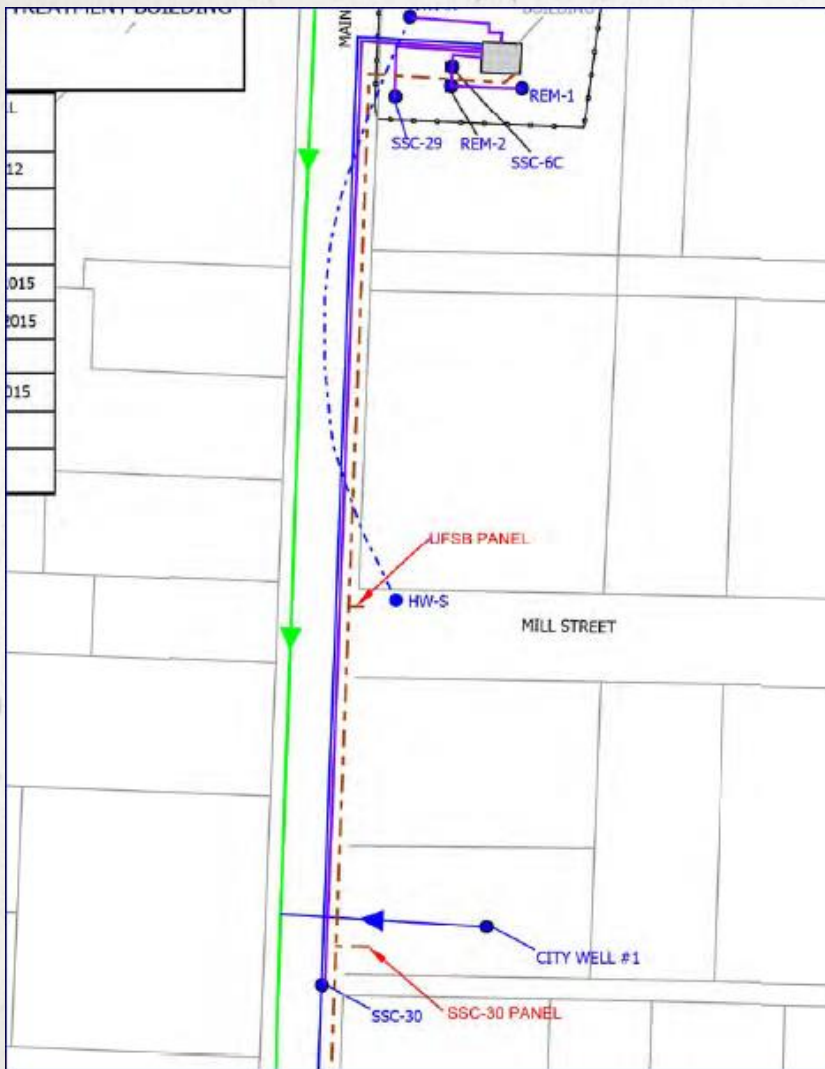 TREATMENT BUILDING
MAIN
BUILDING
12
2015
015
REM-1
SSC-29
REM-2
SSC-6C
UFSB PANEL
HW-S
MILL STREET
CITY WELL #1
SSC-30
SSC-30 PANEL